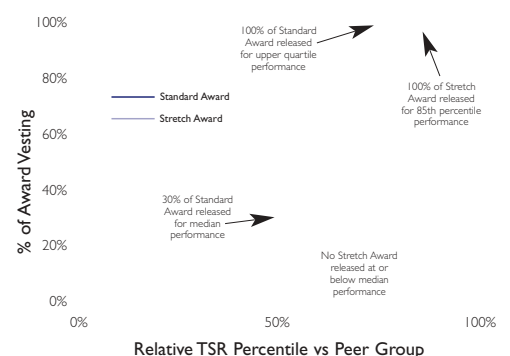 100%
100% of Standard
Award released
for upper quartile
performance
80%
100% of Stretch
Award released
for 85th percentile
performance
Standard Award
Stretch Award
60%
% of Award Vesting
40%
30% of Standard
Award released
for median
performance
20%
No Stretch Award
released at or
below median
performance
0%
0%
50%
100%
Relative TSR Percentile vs Peer Group